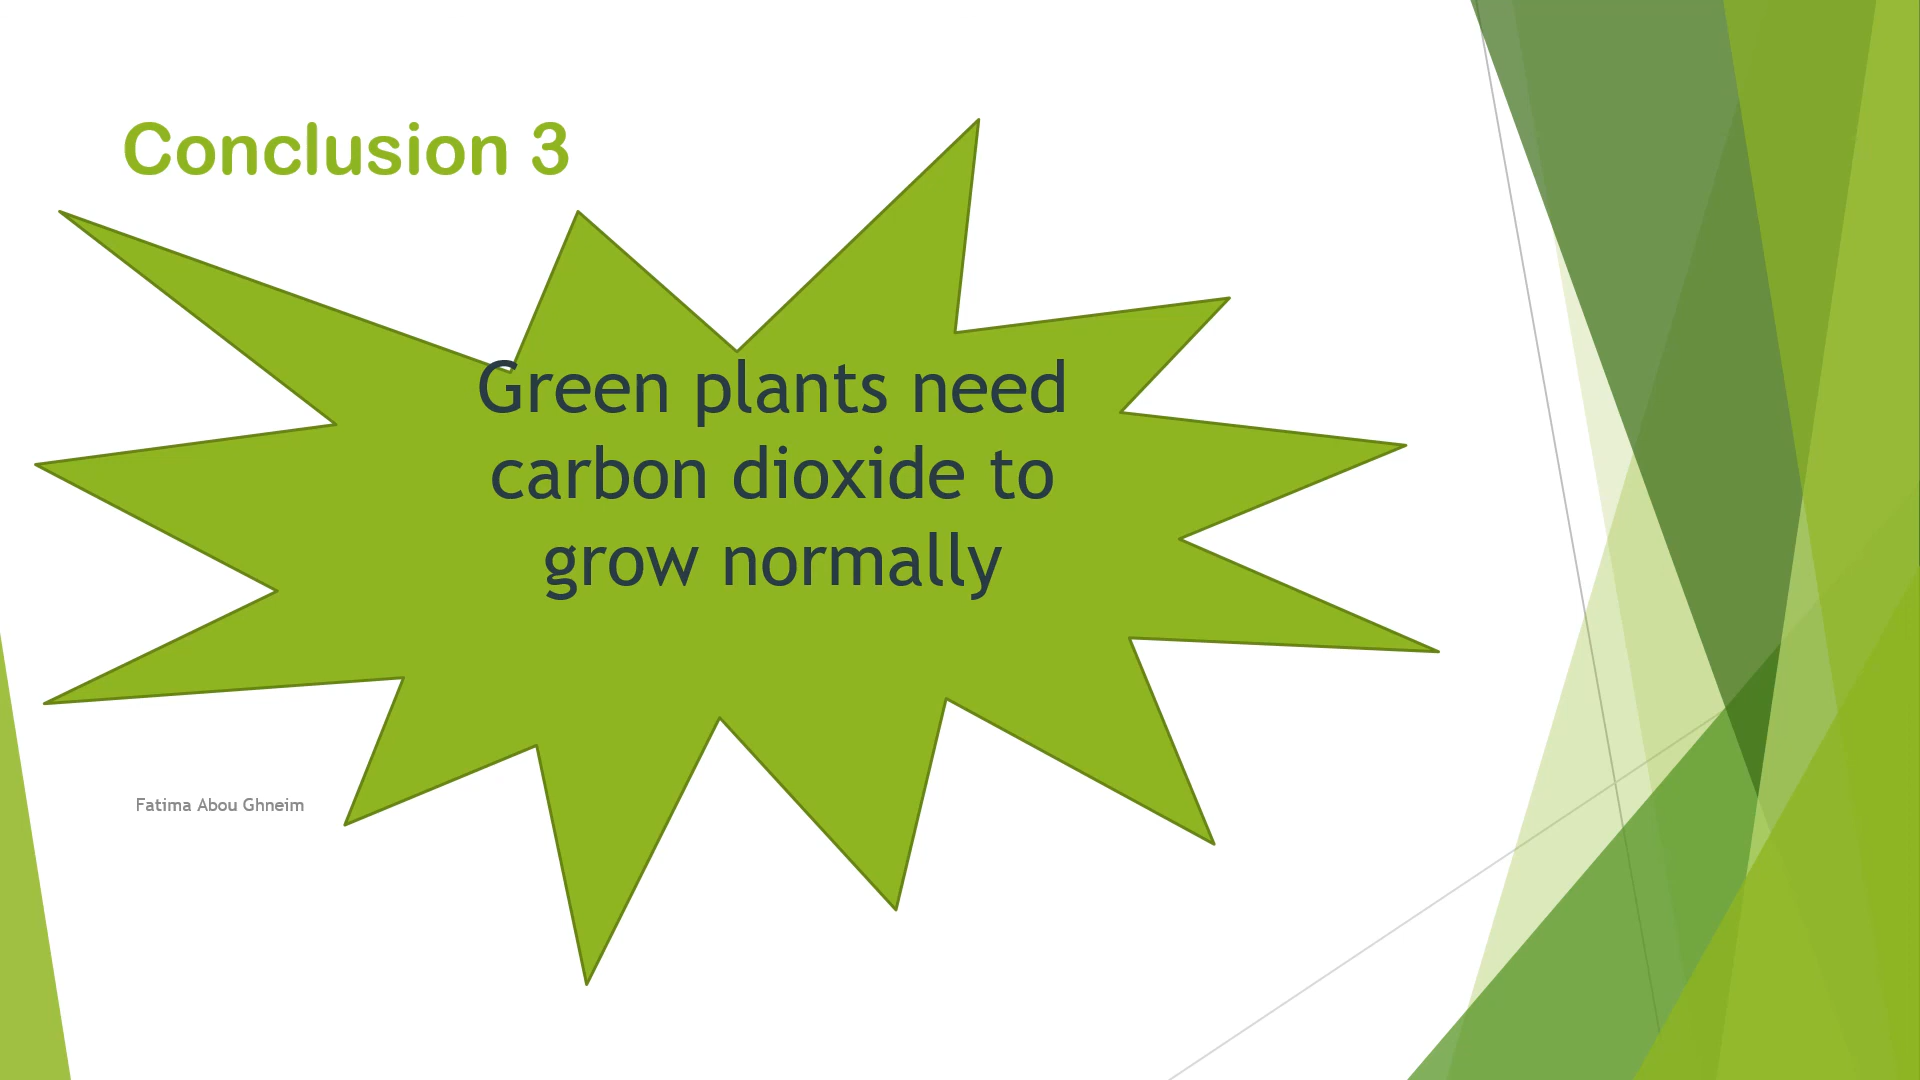 Conclusion 3
Green plants need
carbon dioxide to
grow normally
Fatima Abou Ghneim